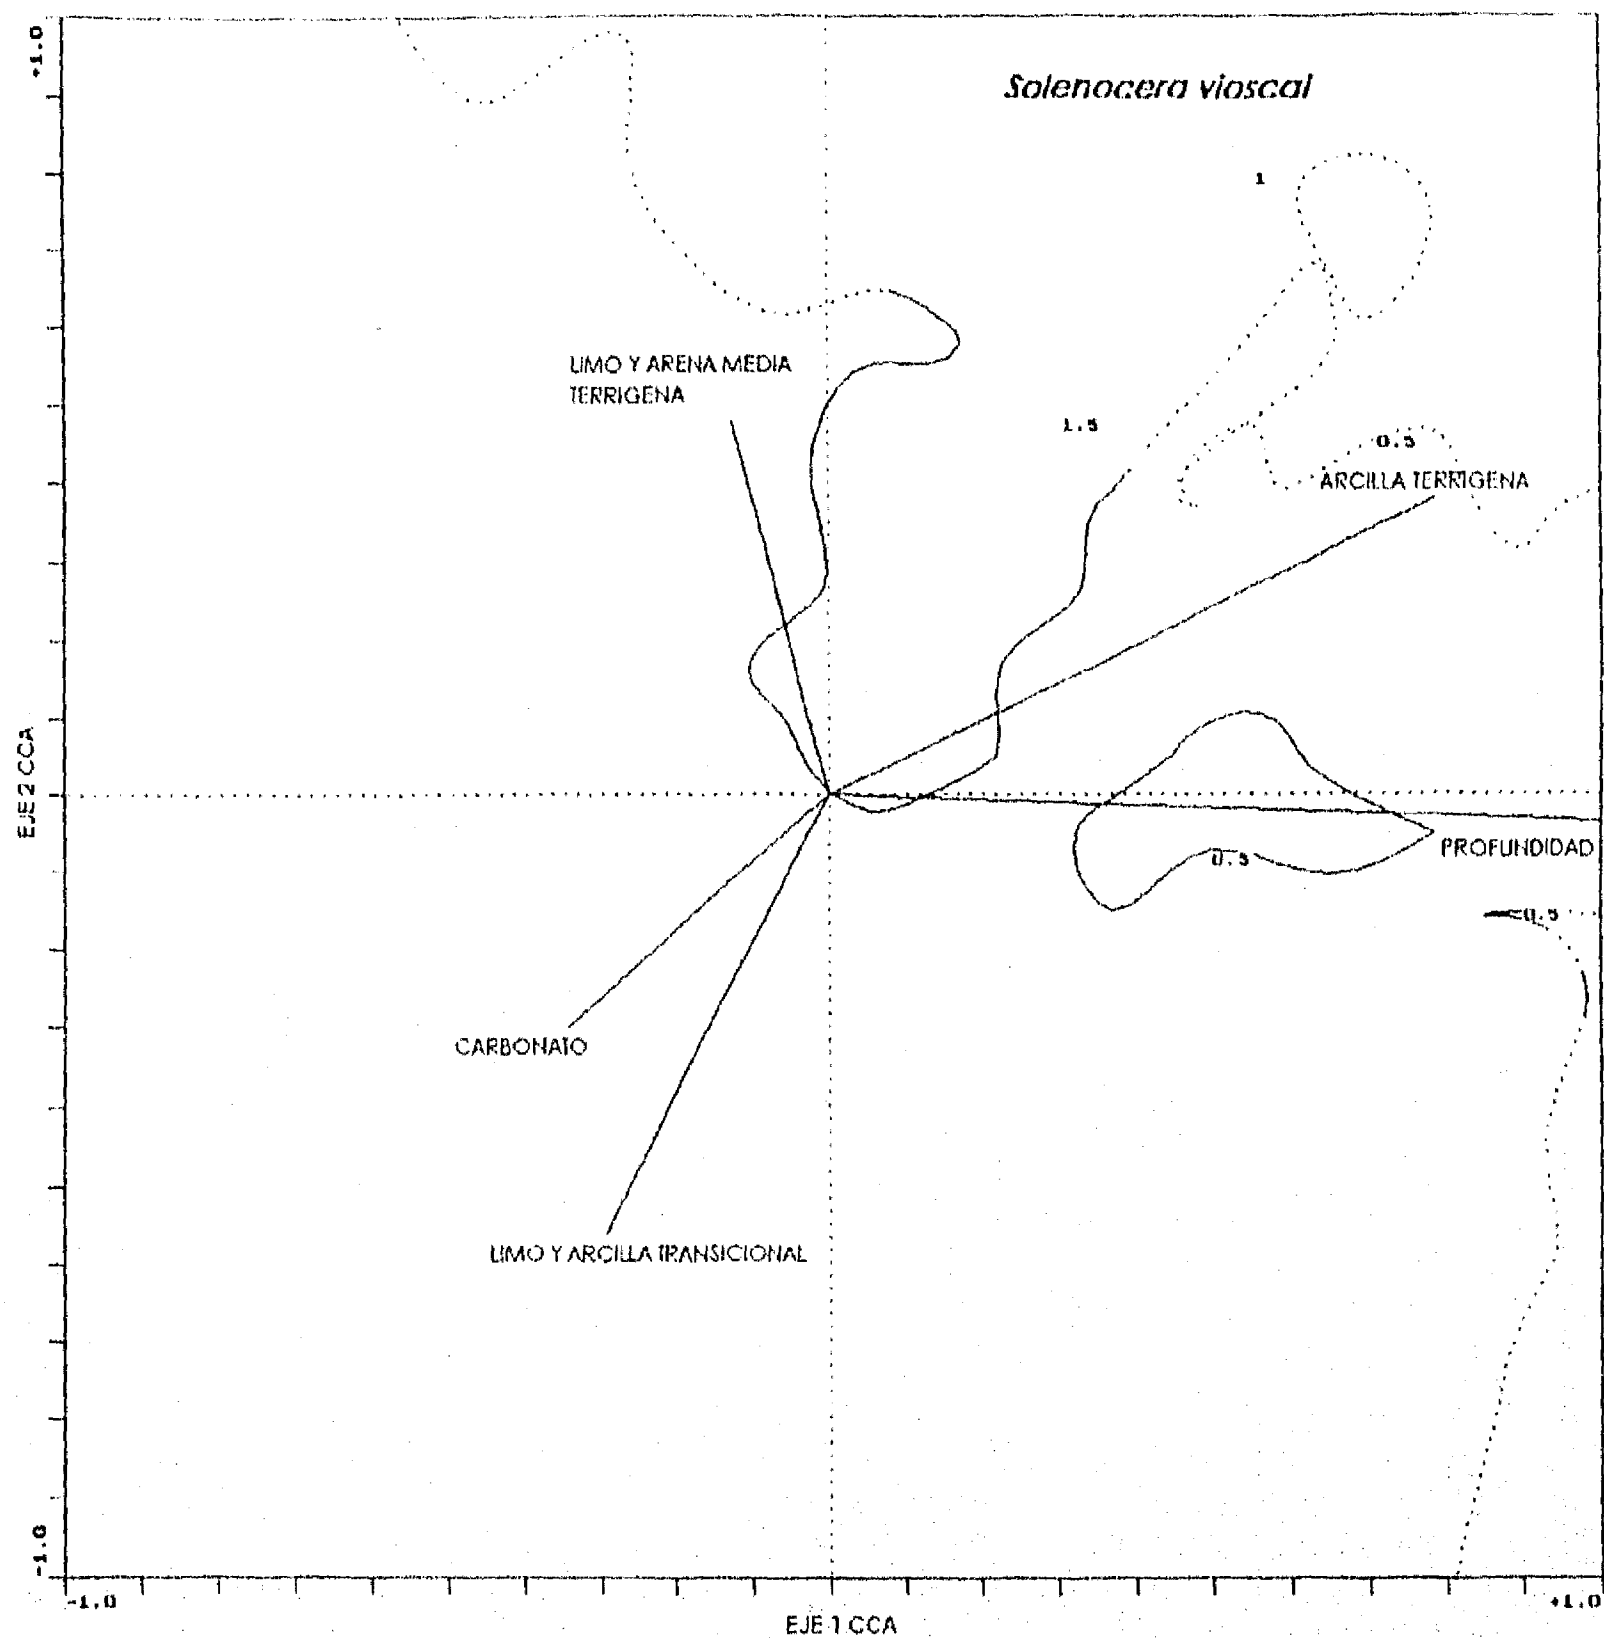 +1.0
Solenocera vioscal
1
LIMO Y ARENA MEDIA
TERRIGENA
1.5
0.5
ARCILLA TERRIGENA
EJE 2 CCA
PROFUNDIDAD
0.5
0.5
CARBONATO
LIMO Y ARCILLA TRANSICIONAL
-1.0
-1.0
+1.0
EJE 1 CCA